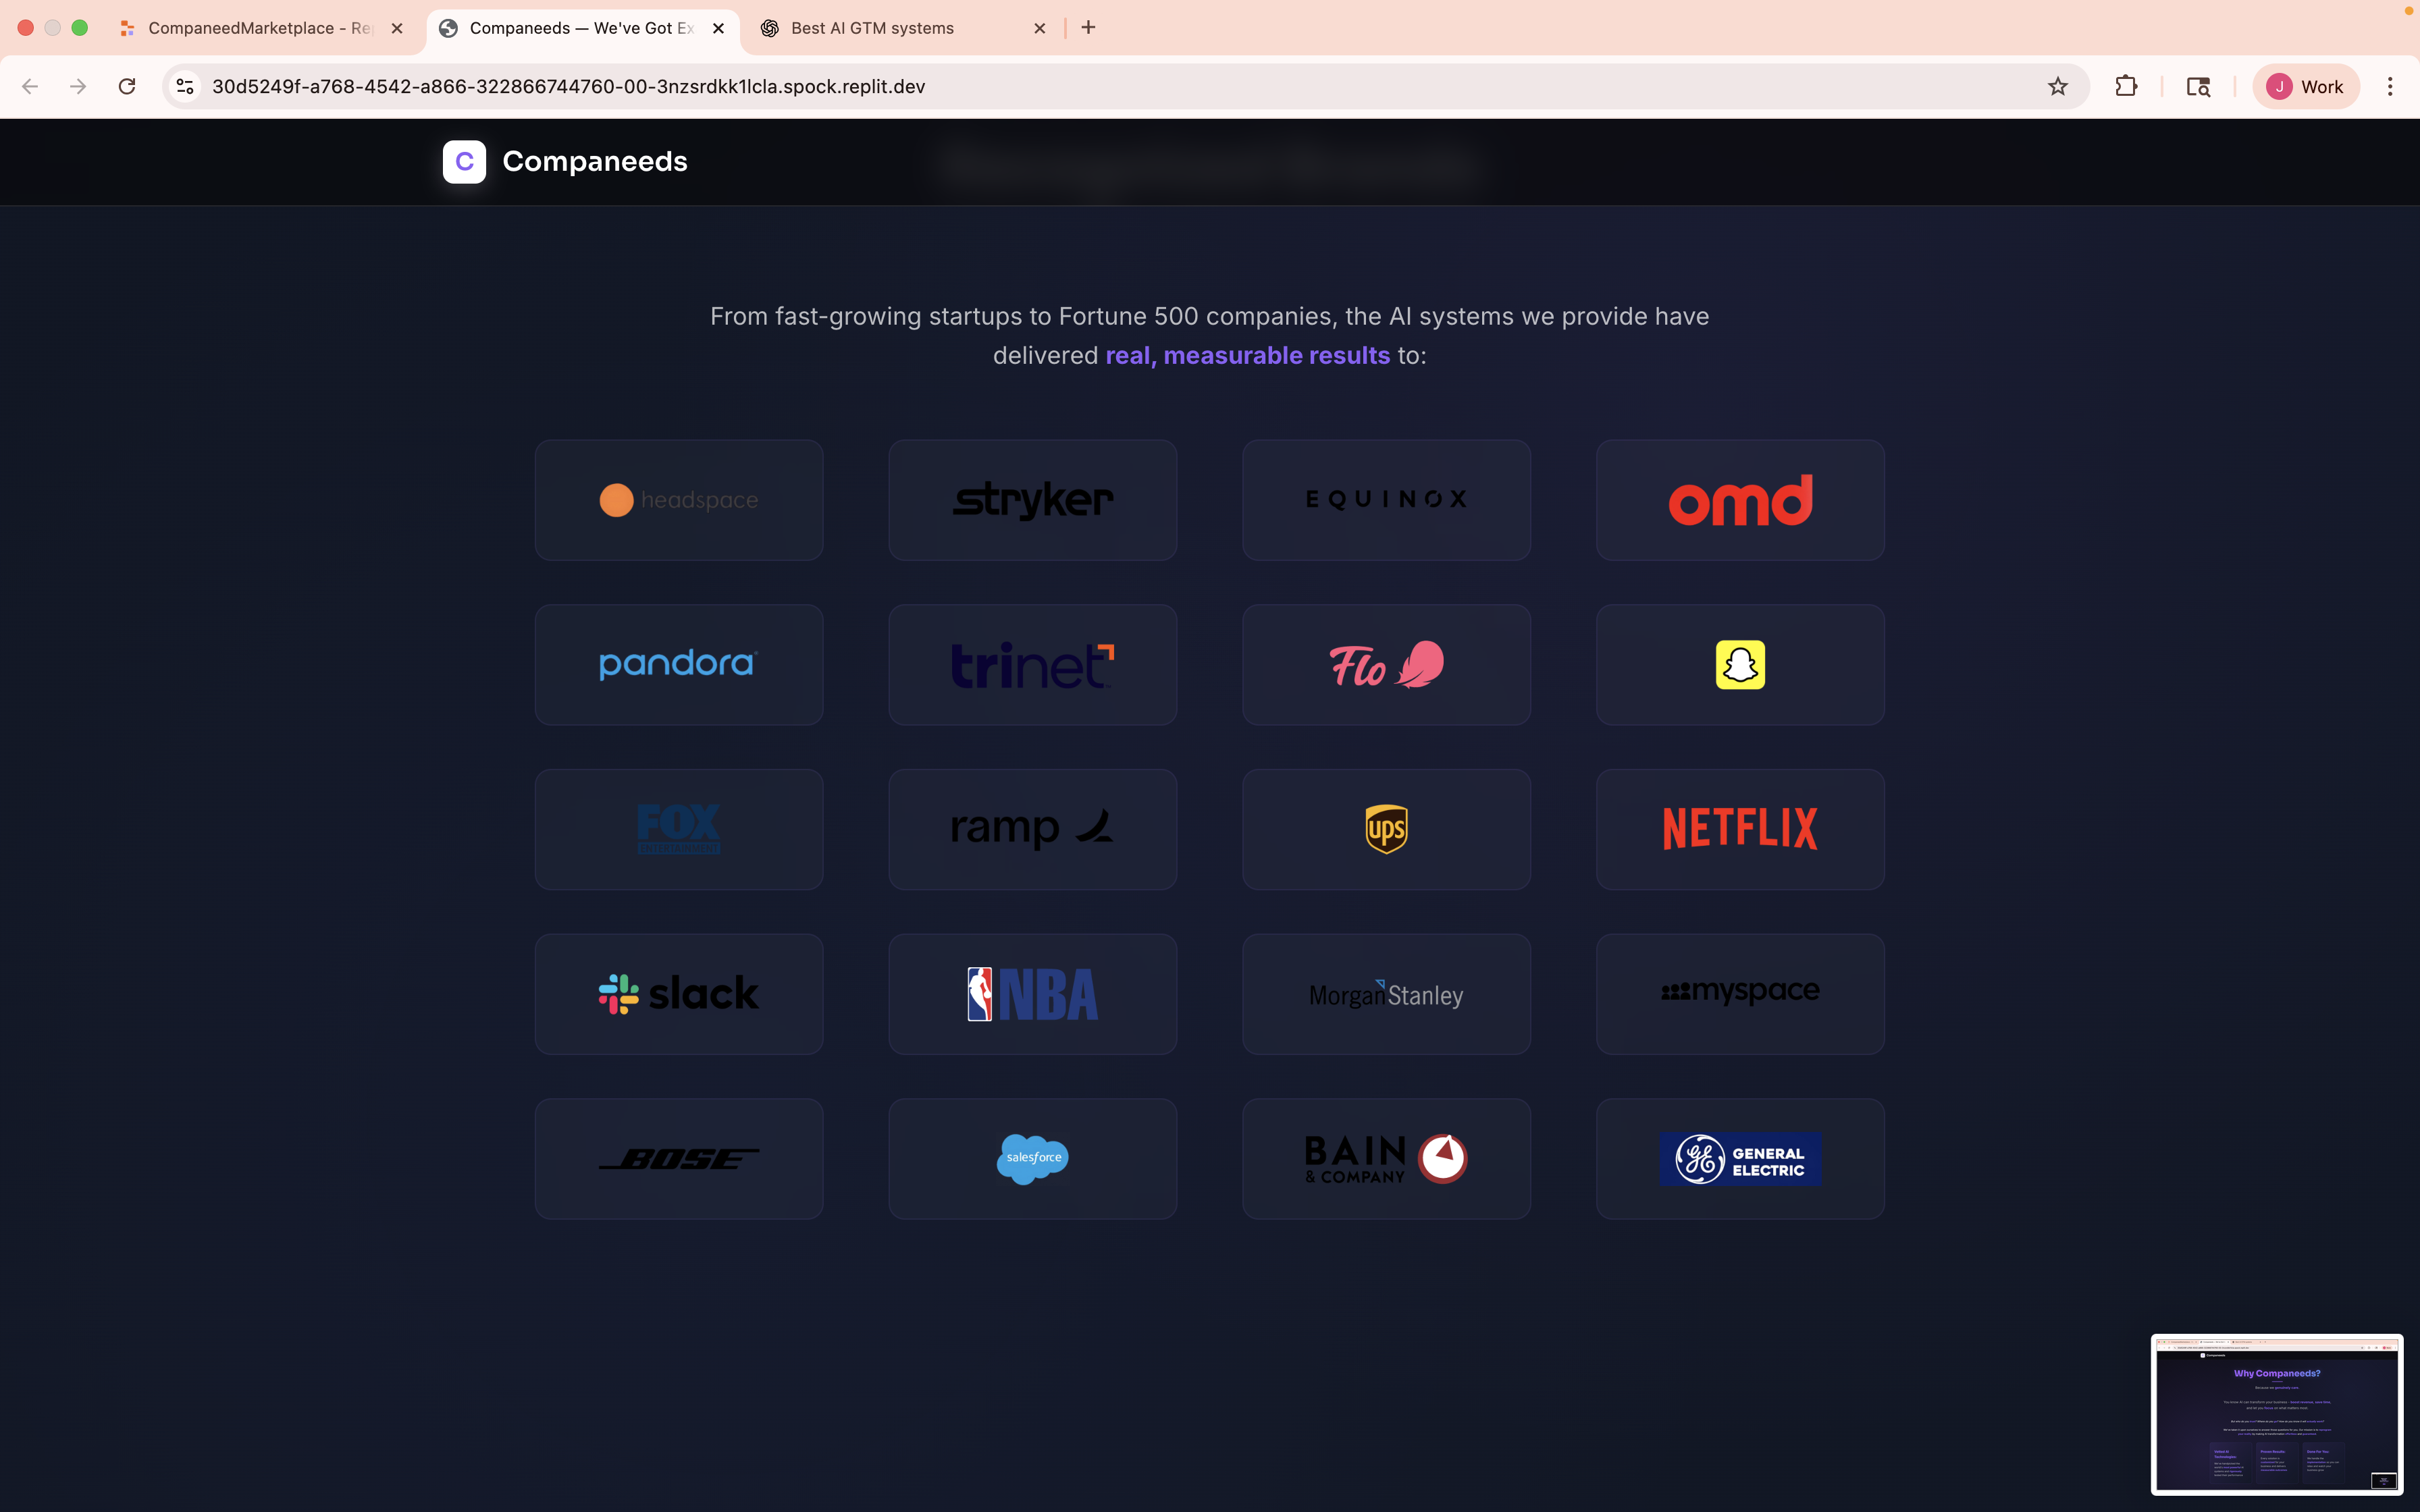 CompaneedMarketplace - Re
Companeeds — We've Got Ex
Best AI GTM systems
30d5249f-a768-4542-a866-322866744760-00-3nzsrdkk1lcla.spock.replit.dev
J Work
C Companeeds
From fast-growing startups to Fortune 500 companies, the AI systems we provide have
delivered real, measurable results to:
headspace
stryker
EQUINOX
omd
pandora
trinet
Flo
FOX
ENTERTAINMENT
ramp
ups
NETFLIX
slack
NBA
Morgan Stanley
myspace
BOSE
salesforce
BAIN
& COMPANY
GE GENERAL
ELECTRIC
Companeeds
Why Companeeds?